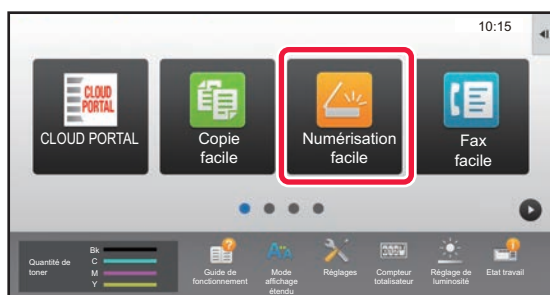 10:15
CLOUD
PORTAL
CLOUD PORTAL
Copie
facile
Numérisation
facile
Fax
facile
Quantité de
toner
Bk
C
M
Y
Guide de
fonctionnement
Mode
affichage
étendu
Réglages
Compteur
totalisateur
Réglage de
luminosité
Etat travail